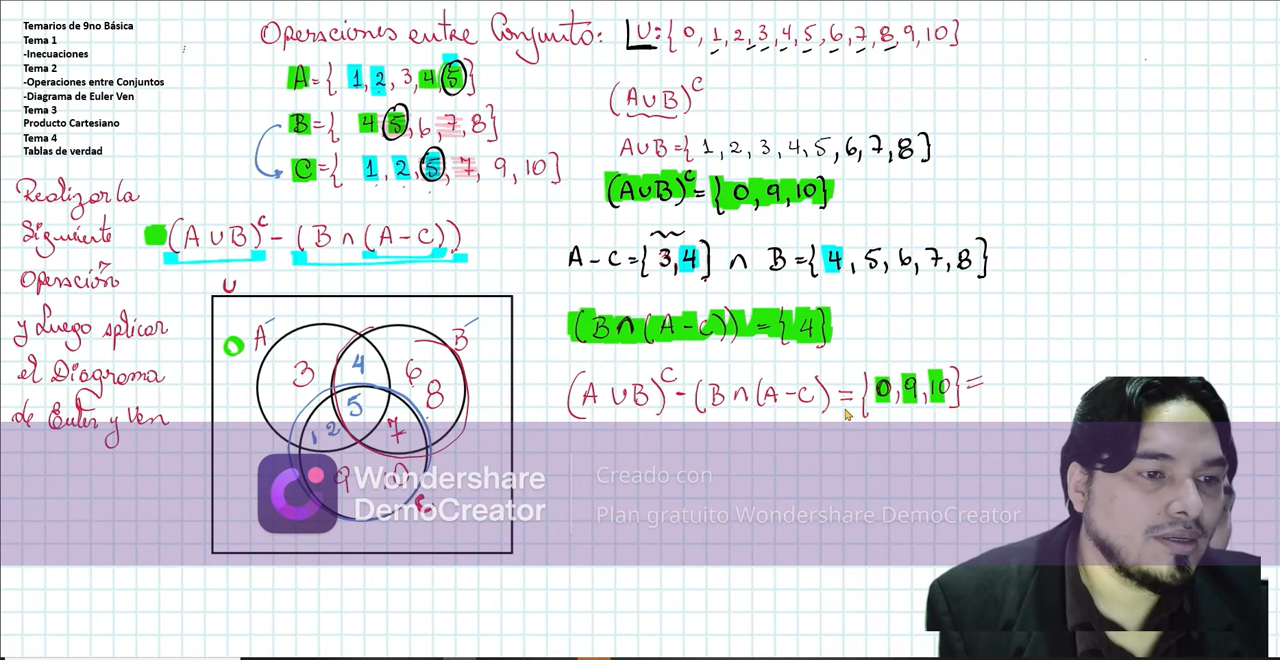 Temarios de 9no Básica
Tema 1
-Inecuaciones
Tema 2
-Operaciones entre Conjuntos
-Diagrama de Euler Ven
Tema 3
Producto Cartesiano
Tema 4
Tablas de verdad
Operaciones entre Conjunto:
U:{0, 1, 2, 3, 4, 5, 6, 7, 8, 9, 10}
A={ 1, 2, 3, 4, 5}
B={ 4, 5, 6, 7, 8}
C={ 1, 2, 5, 7, 9, 10}
Realizar la
Siguiente
Operación
y Luego aplicar
el Diagrama
de Euler y Ven
(A ∪ B)ᶜ - (B ∩ (A - C))
U
0
A
B
3
4
6
8
5
1 2
7
9
10
C
(A∪B)ᶜ
A∪B={1, 2, 3, 4, 5, 6, 7, 8}
(A∪B)ᶜ={0, 9, 10}
A-C={3, 4} ∩ B={4, 5, 6, 7, 8}
(B∩(A-C))={4}
(A∪B)ᶜ-(B∩(A-C)={0, 9, 10}=
Wondershare
DemoCreator
Creado con
Plan gratuito Wondershare DemoCreator